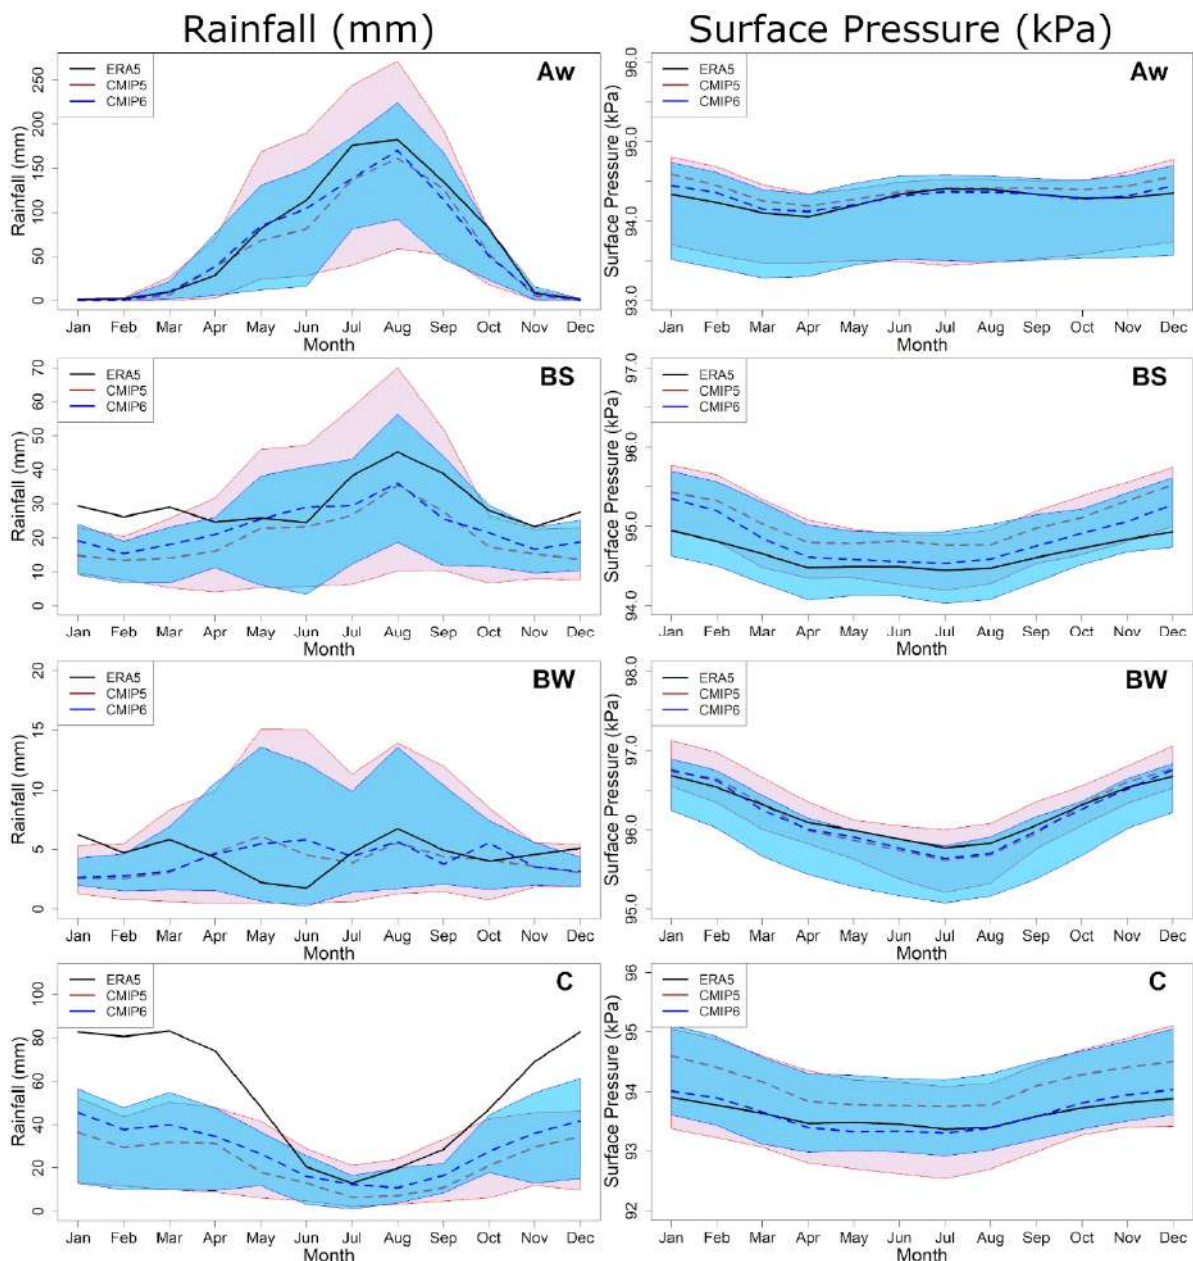 Rainfall (mm)
Surface Pressure (kPa)
ERA5
CMIP5
CMIP6
Aw
Rainfall (mm)
250
200
150
100
50
0
Jan Feb Mar Apr May Jun Jul Aug Sep Oct Nov Dec
Month
ERA5
CMIP5
CMIP6
Aw
Surface Pressure (kPa)
96.0
95.0
94.0
93.0
Jan Feb Mar Apr May Jun Jul Aug Sep Oct Nov Dec
Month
ERA5
CMIP5
CMIP6
BS
Rainfall (mm)
70
60
50
40
30
20
10
0
Jan Feb Mar Apr May Jun Jul Aug Sep Oct Nov Dec
Month
ERA5
CMIP5
CMIP6
BS
Surface Pressure (kPa)
97.0
96.0
95.0
94.0
Jan Feb Mar Apr May Jun Jul Aug Sep Oct Nov Dec
Month
ERA5
CMIP5
CMIP6
BW
Rainfall (mm)
20
15
10
5
0
Jan Feb Mar Apr May Jun Jul Aug Sep Oct Nov Dec
Month
ERA5
CMIP5
CMIP6
BW
Surface Pressure (kPa)
98.0
97.0
96.0
95.0
Jan Feb Mar Apr May Jun Jul Aug Sep Oct Nov Dec
Month
ERA5
CMIP5
CMIP6
C
Rainfall (mm)
100
80
60
40
20
0
Jan Feb Mar Apr May Jun Jul Aug Sep Oct Nov Dec
Month
ERA5
CMIP5
CMIP6
C
Surface Pressure (kPa)
96
95
94
93
92
Jan Feb Mar Apr May Jun Jul Aug Sep Oct Nov Dec
Month